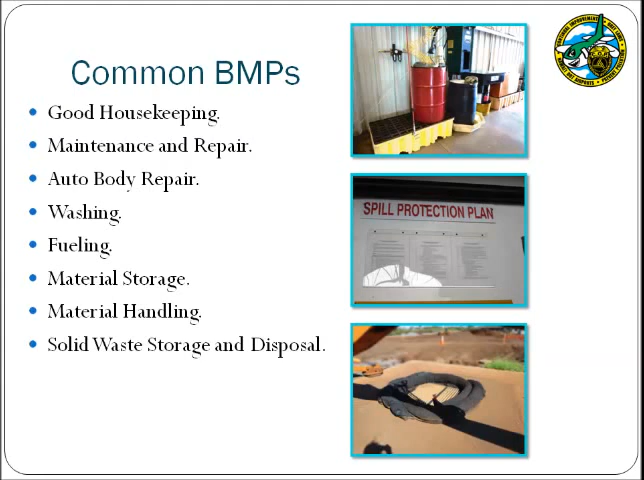 Common BMPs
Good Housekeeping.
Maintenance and Repair.
Auto Body Repair.
Washing.
Fueling.
Material Storage.
Material Handling.
Solid Waste Storage and Disposal.
SPILL PROTECTION PLAN